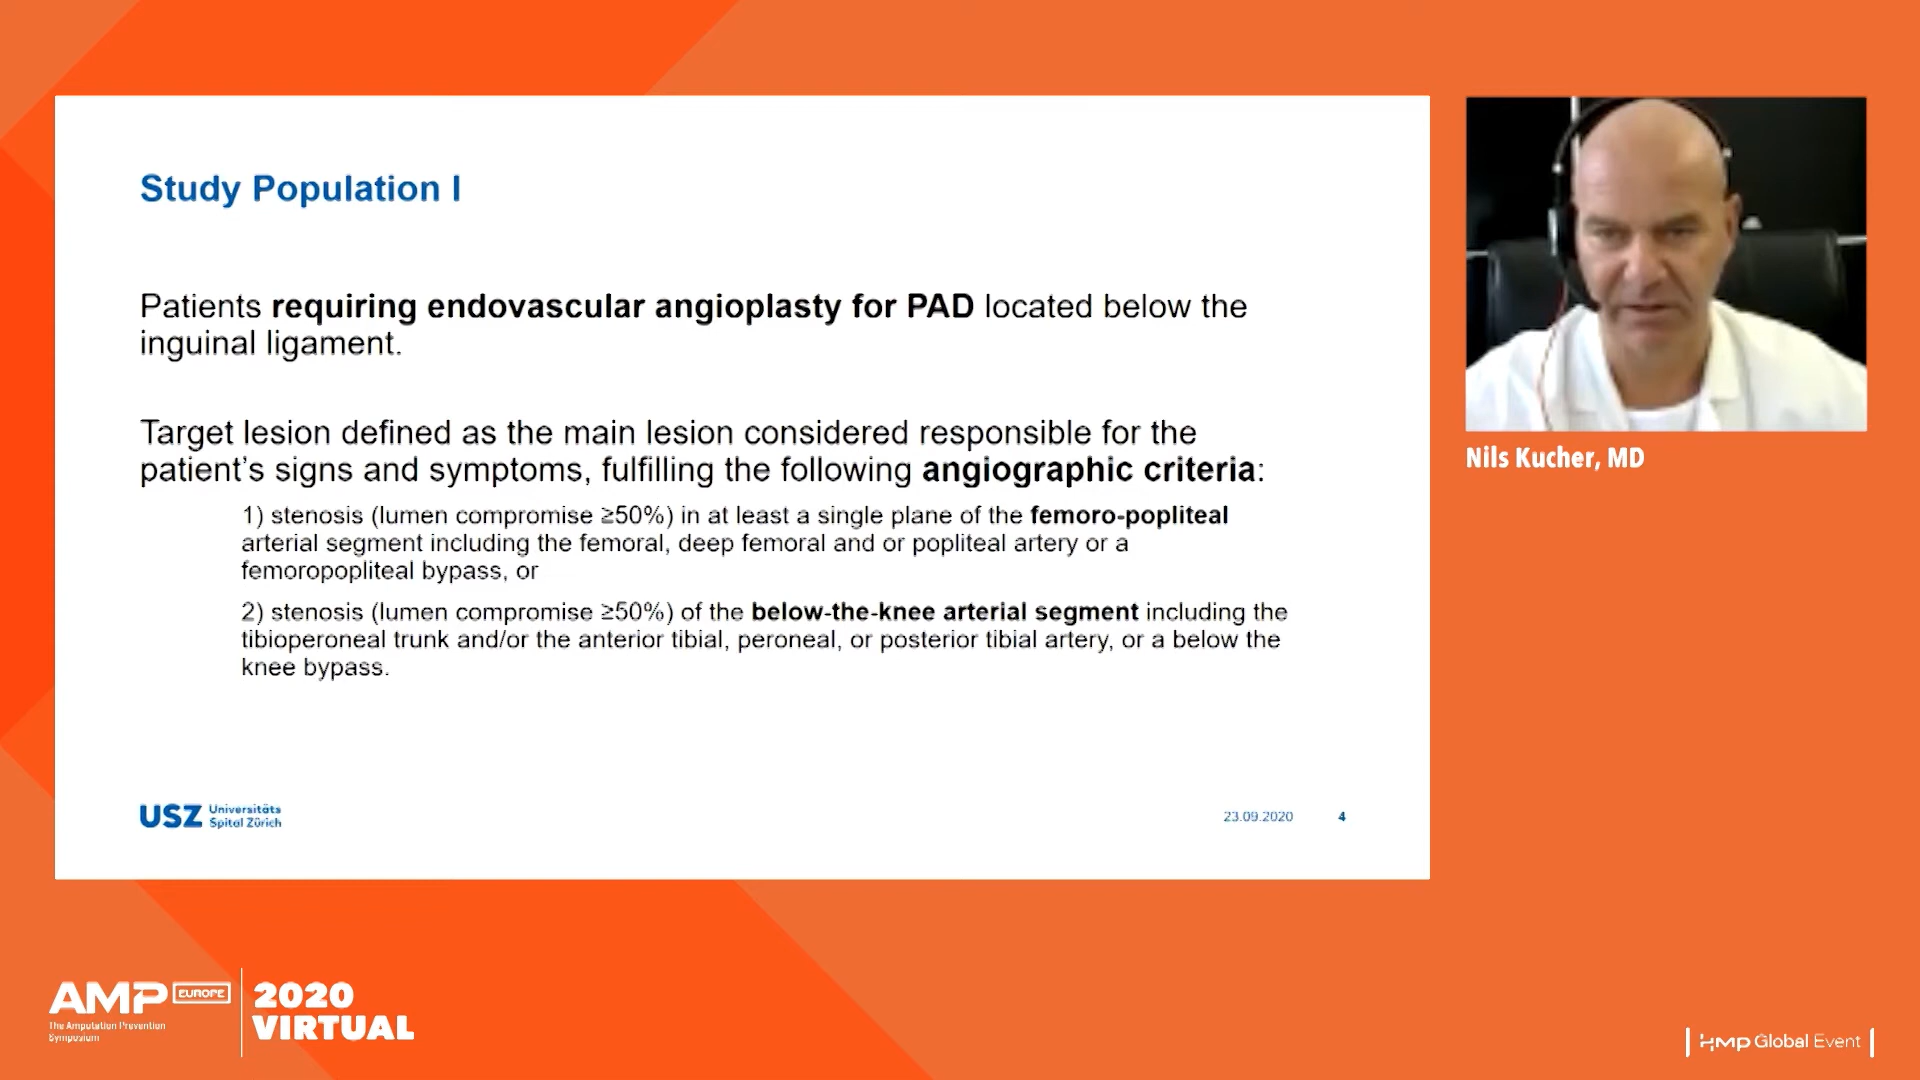 Study Population I
Patients requiring endovascular angioplasty for PAD located below the
inguinal ligament.
Target lesion defined as the main lesion considered responsible for the
patient's signs and symptoms, fulfilling the following angiographic criteria:
1) stenosis (lumen compromise ≥50%) in at least a single plane of the femoro-popliteal
arterial segment including the femoral, deep femoral and or popliteal artery or a
femoropopliteal bypass, or
2) stenosis (lumen compromise ≥50%) of the below-the-knee arterial segment including the
tibioperoneal trunk and/or the anterior tibial, peroneal, or posterior tibial artery, or a below the
knee bypass.
USZ Universitäts
Spital Zürich
23.09.2020 4
Nils Kucher, MD
AMP EUROPE
The Amputation Prevention
Symposium
2020
VIRTUAL
HMP Global Event